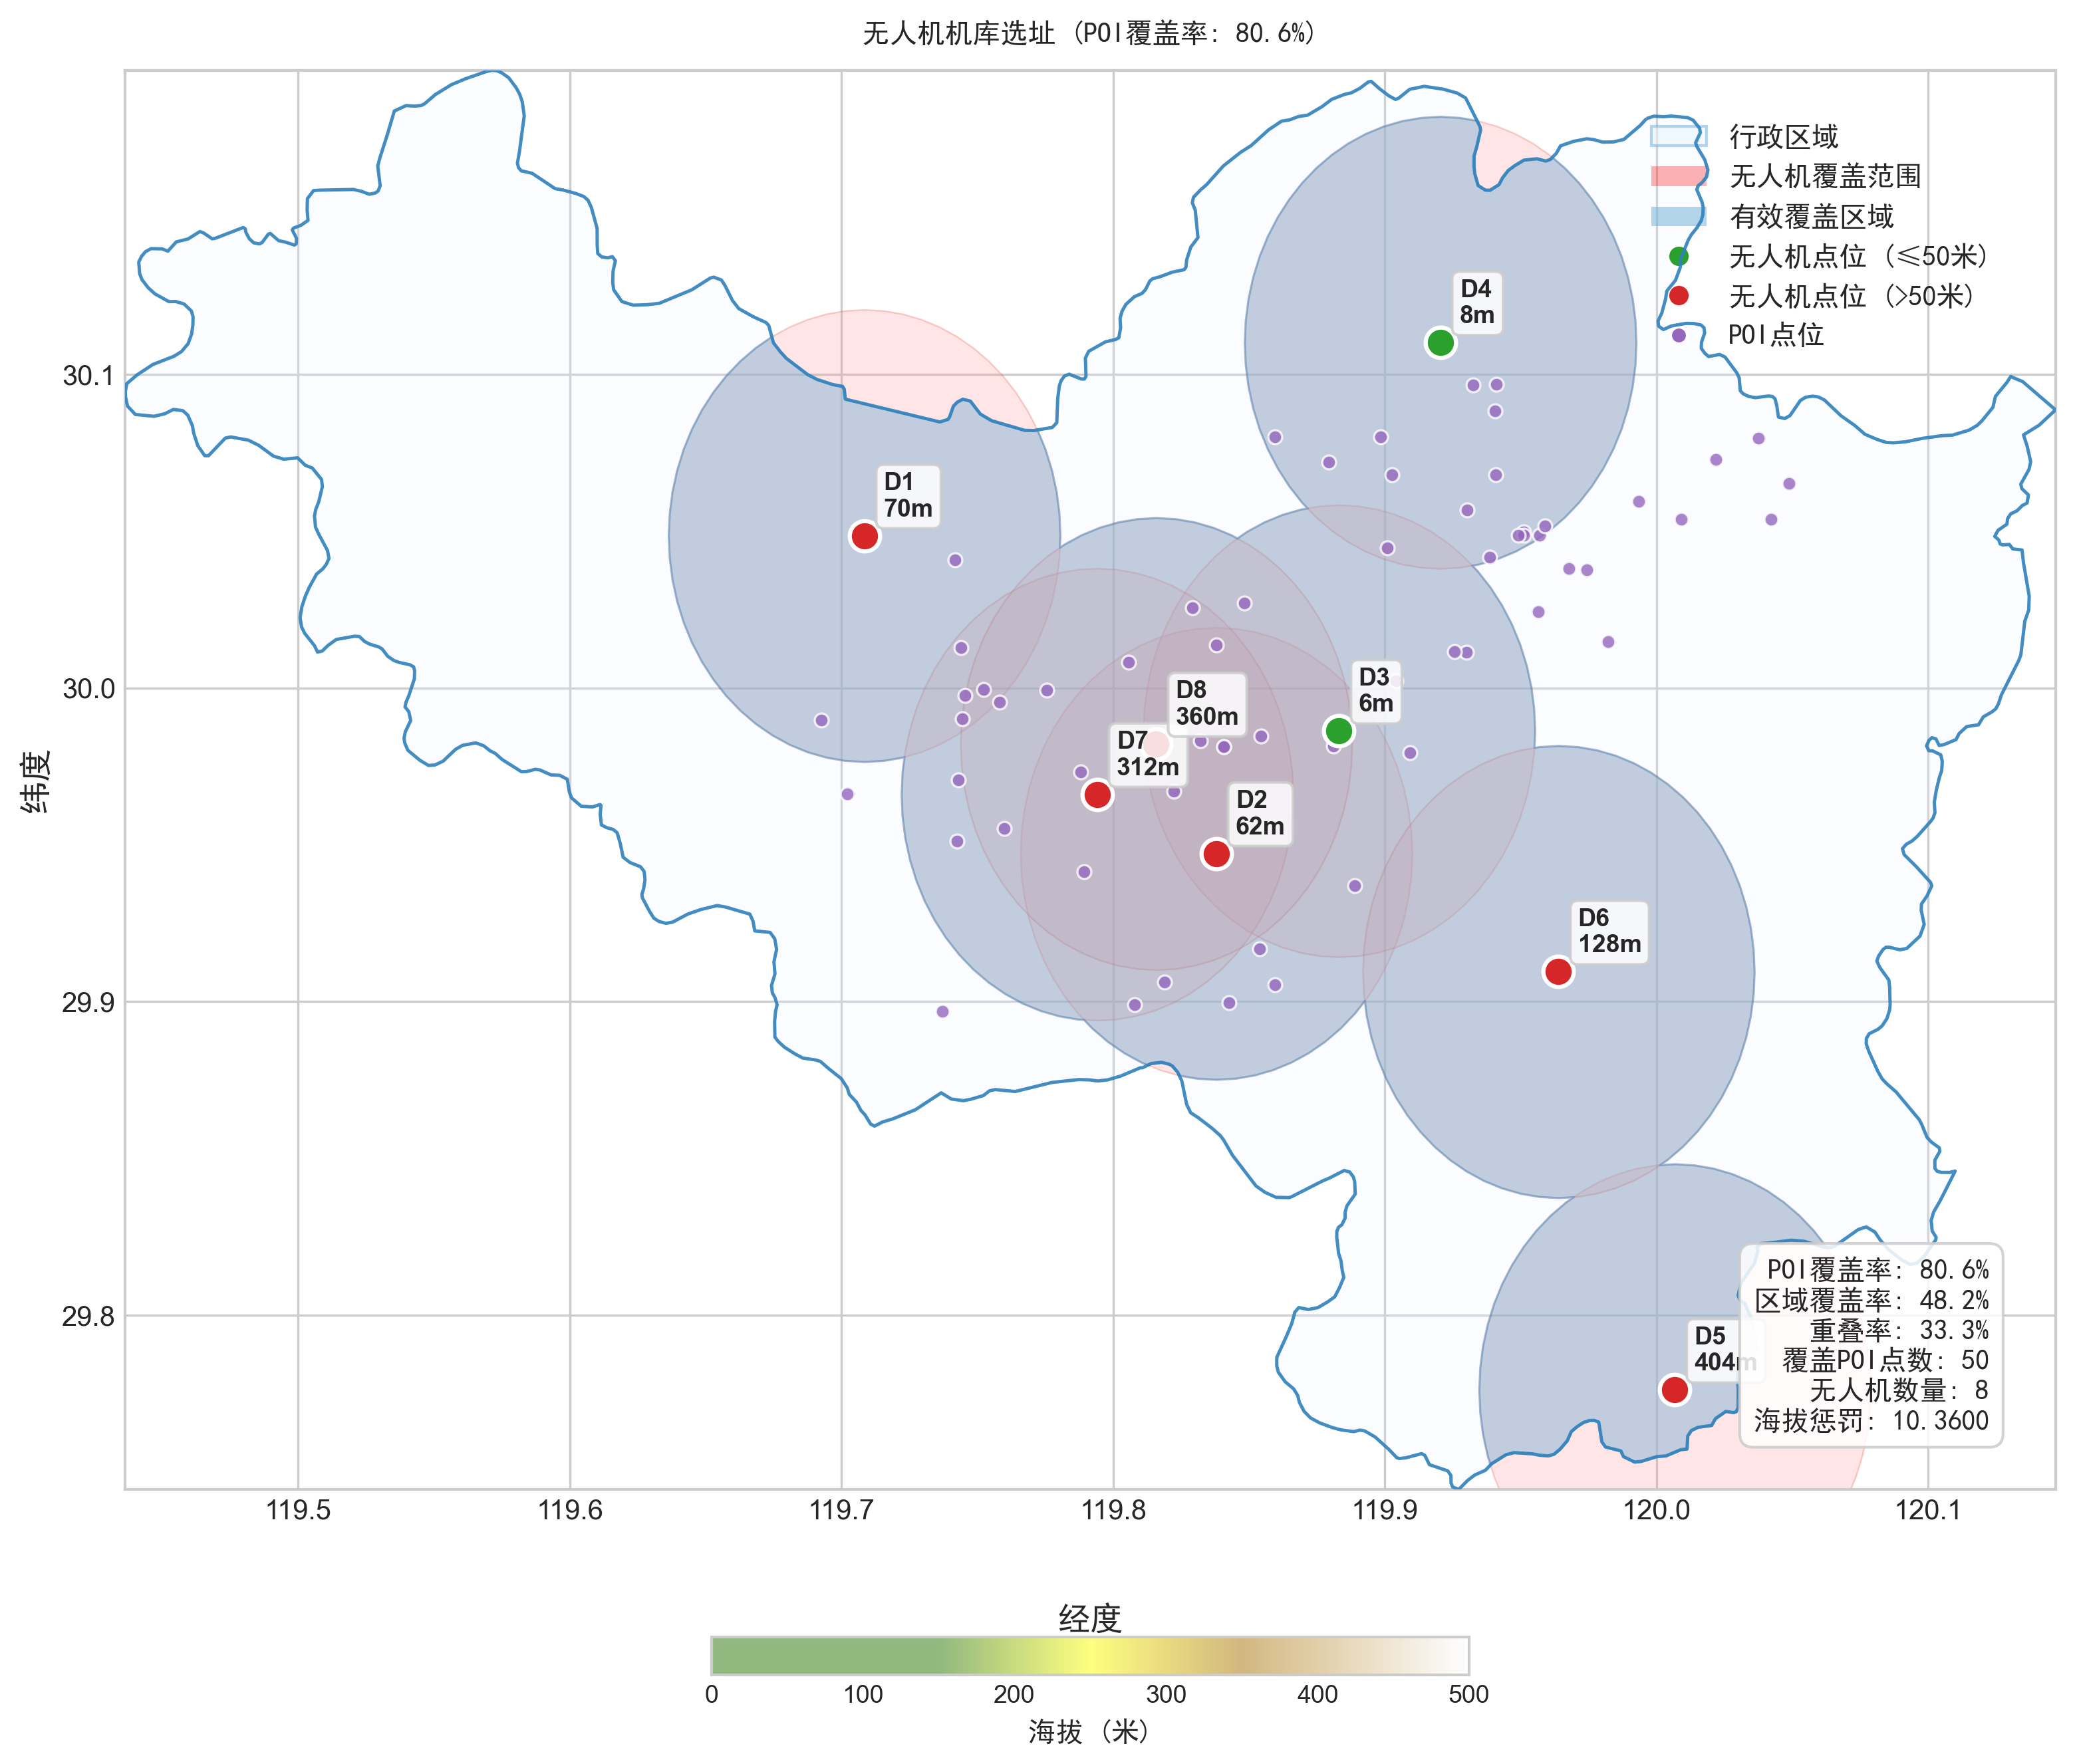 无人机机库选址 (POI覆盖率: 80.6%)
行政区域
无人机覆盖范围
有效覆盖区域
无人机点位 (≤50米)
无人机点位 (>50米)
POI点位
D4
8m
D1
70m
D3
6m
D8
360m
D7
312m
D2
62m
D6
128m
D5
404m
POI覆盖率: 80.6%
区域覆盖率: 48.2%
重叠率: 33.3%
覆盖POI点数: 50
无人机数量: 8
海拔惩罚: 10.3600
纬度
30.1
30.0
29.9
29.8
119.5 119.6 119.7 119.8 119.9 120.0 120.1
经度
0 100 200 300 400 500
海拔 (米)